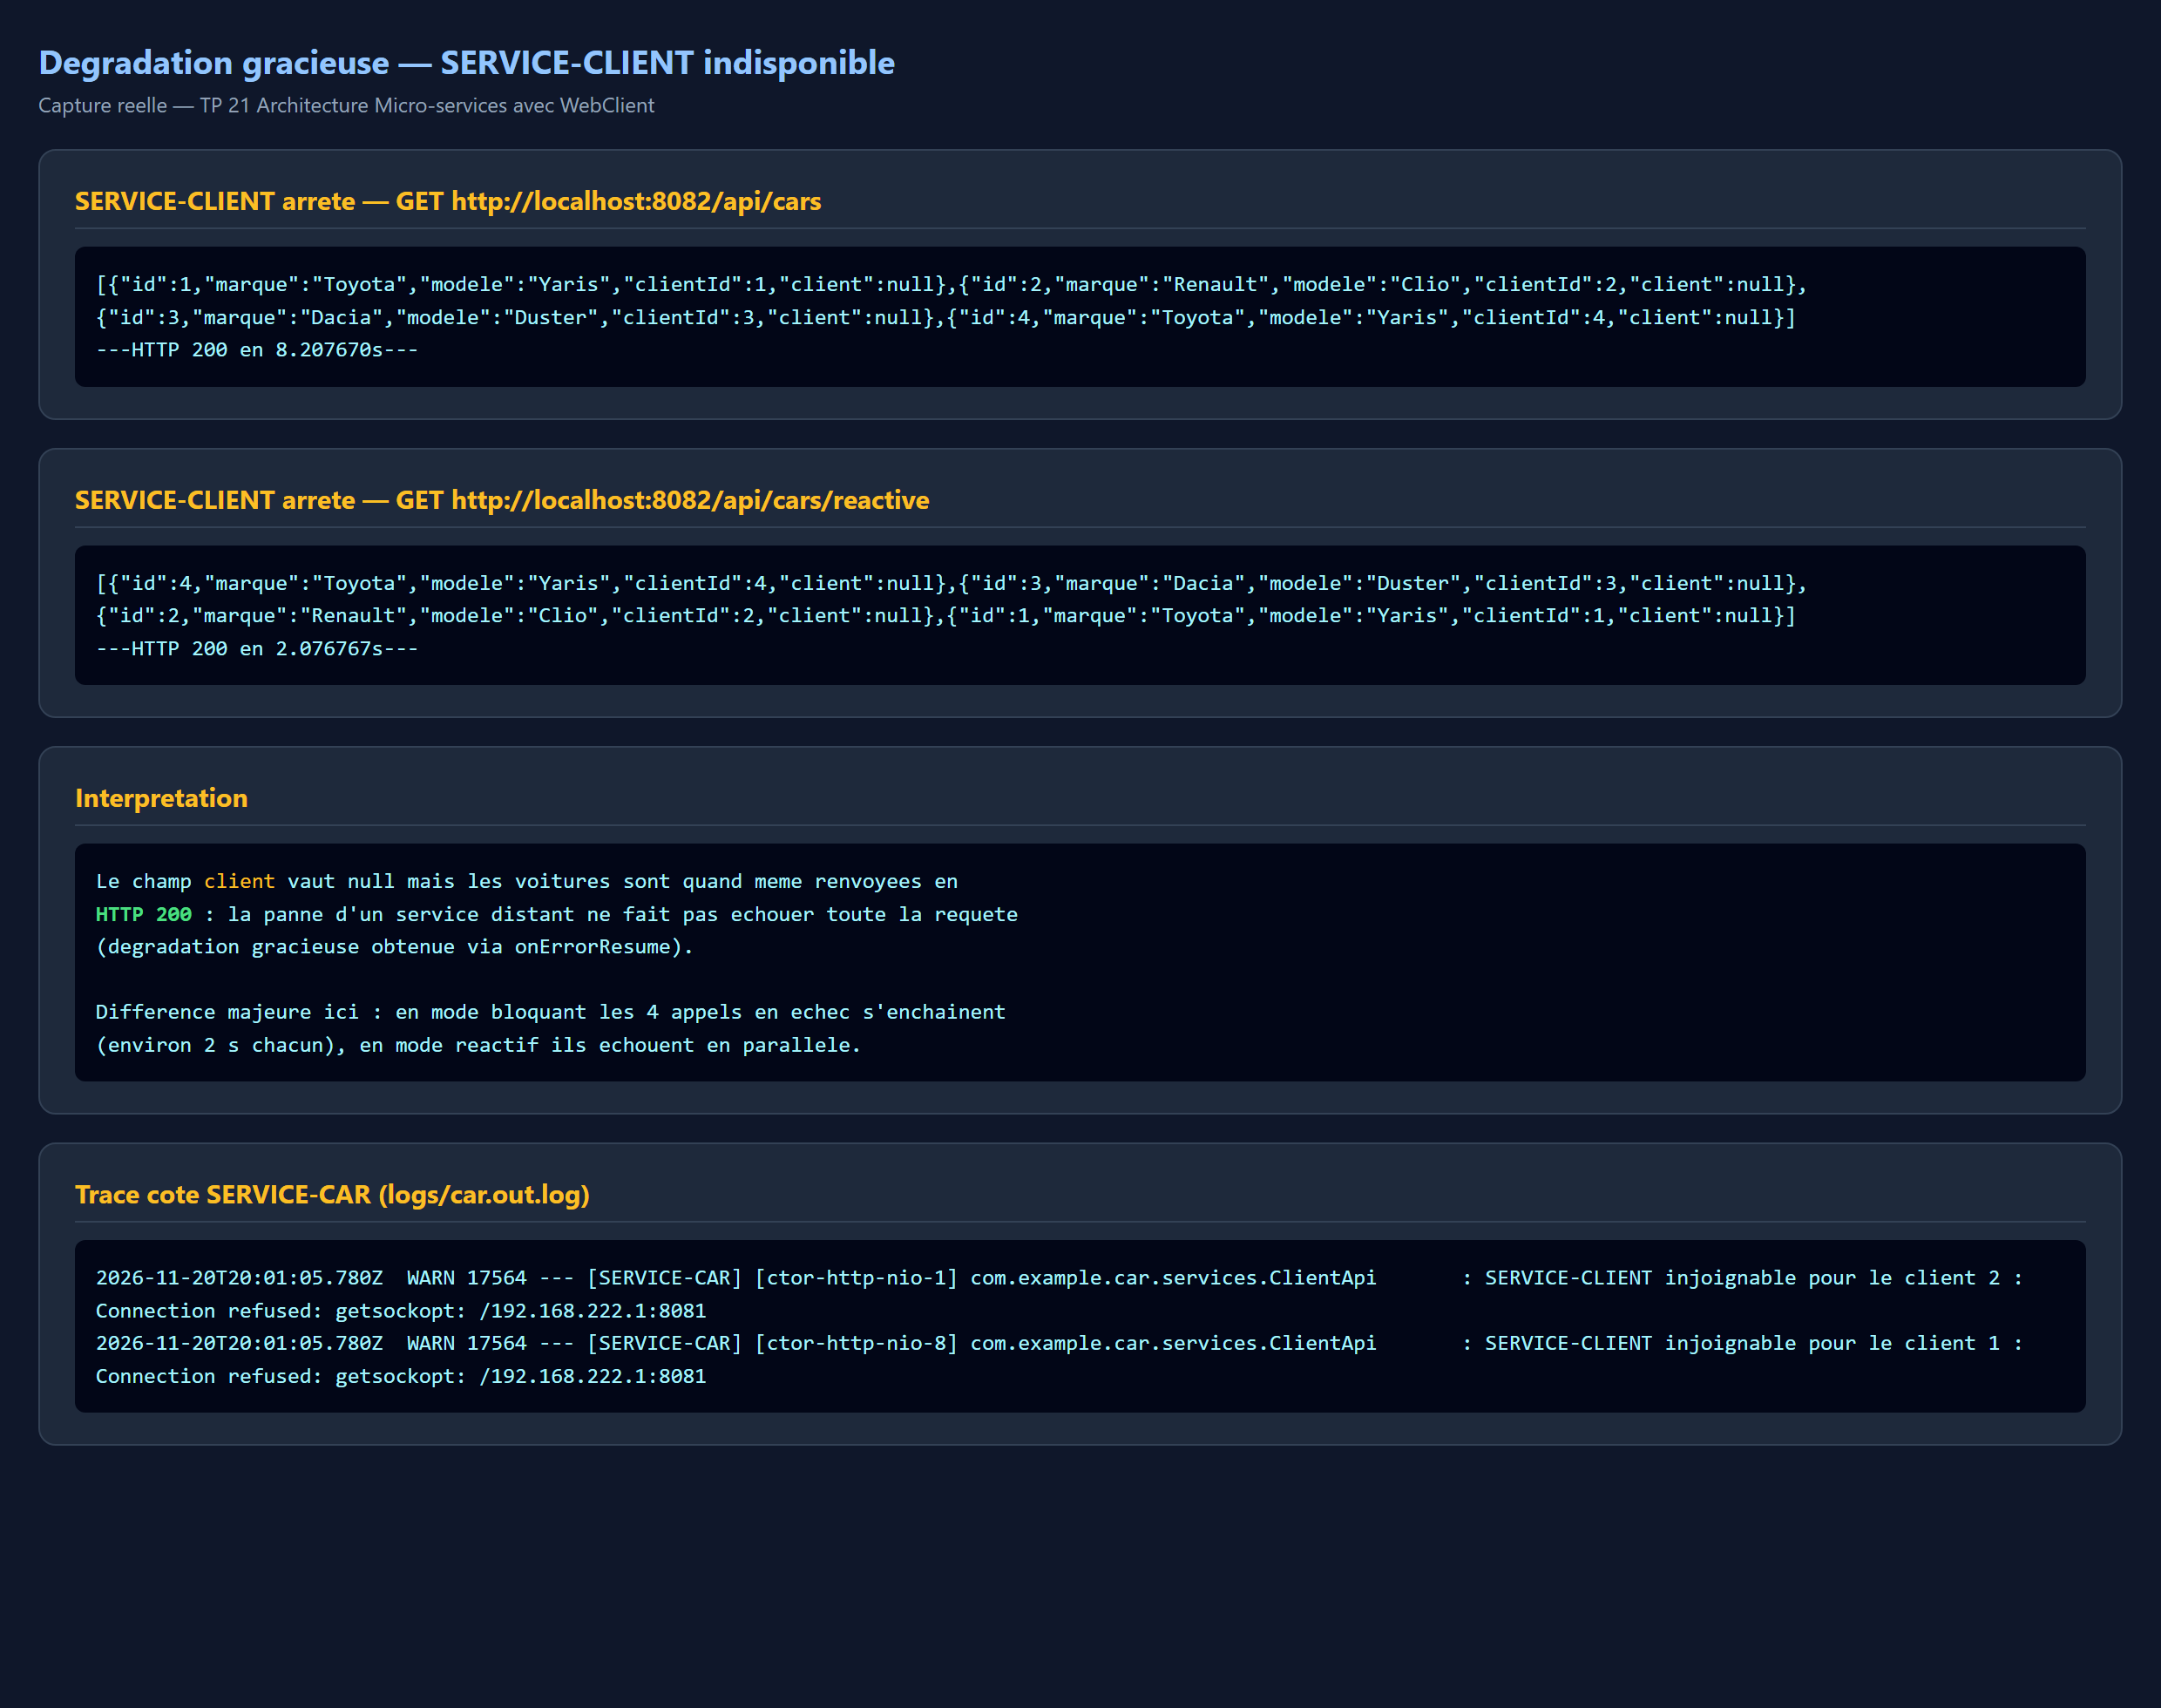 Degradation gracieuse — SERVICE-CLIENT indisponible
Capture reelle — TP 21 Architecture Micro-services avec WebClient
SERVICE-CLIENT arrete — GET http://localhost:8082/api/cars
[{"id":1,"marque":"Toyota","modele":"Yaris","clientId":1,"client":null},{"id":2,"marque":"Renault","modele":"Clio","clientId":2,"client":null},
{"id":3,"marque":"Dacia","modele":"Duster","clientId":3,"client":null},{"id":4,"marque":"Toyota","modele":"Yaris","clientId":4,"client":null}]
---HTTP 200 en 8.207670s---
SERVICE-CLIENT arrete — GET http://localhost:8082/api/cars/reactive
[{"id":4,"marque":"Toyota","modele":"Yaris","clientId":4,"client":null},{"id":3,"marque":"Dacia","modele":"Duster","clientId":3,"client":null},
{"id":2,"marque":"Renault","modele":"Clio","clientId":2,"client":null},{"id":1,"marque":"Toyota","modele":"Yaris","clientId":1,"client":null}]
---HTTP 200 en 2.076767s---
Interpretation
Le champ client vaut null mais les voitures sont quand meme renvoyees en
HTTP 200 : la panne d'un service distant ne fait pas echouer toute la requete
(degradation gracieuse obtenue via onErrorResume).
Difference majeure ici : en mode bloquant les 4 appels en echec s'enchainent
(environ 2 s chacun), en mode reactif ils echouent en parallele.
Trace cote SERVICE-CAR (logs/car.out.log)
2026-11-20T20:01:05.780Z  WARN 17564 --- [SERVICE-CAR] [ctor-http-nio-1] com.example.car.services.ClientApi       : SERVICE-CLIENT injoignable pour le client 2 :
Connection refused: getsockopt: /192.168.222.1:8081
2026-11-20T20:01:05.780Z  WARN 17564 --- [SERVICE-CAR] [ctor-http-nio-8] com.example.car.services.ClientApi       : SERVICE-CLIENT injoignable pour le client 1 :
Connection refused: getsockopt: /192.168.222.1:8081